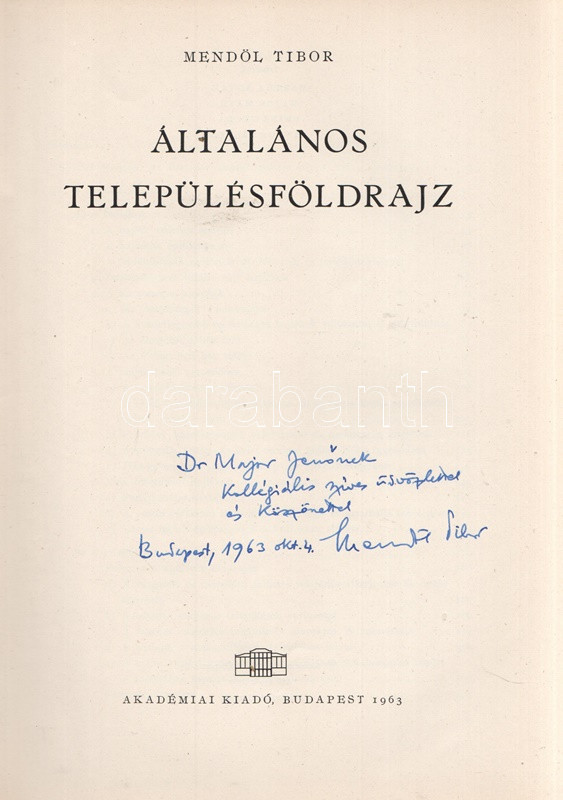 MENDÖL TIBOR
ÁLTALÁNOS
TELEPÜLÉSFÖLDRAJZ
darabanth
Dr Major Jenőnek
Kollégiális szíves üdvözlettel
és köszönettel
Budapest, 1963 okt. 4. Mendöl Tibor
AKADÉMIAI KIADÓ, BUDAPEST 1963